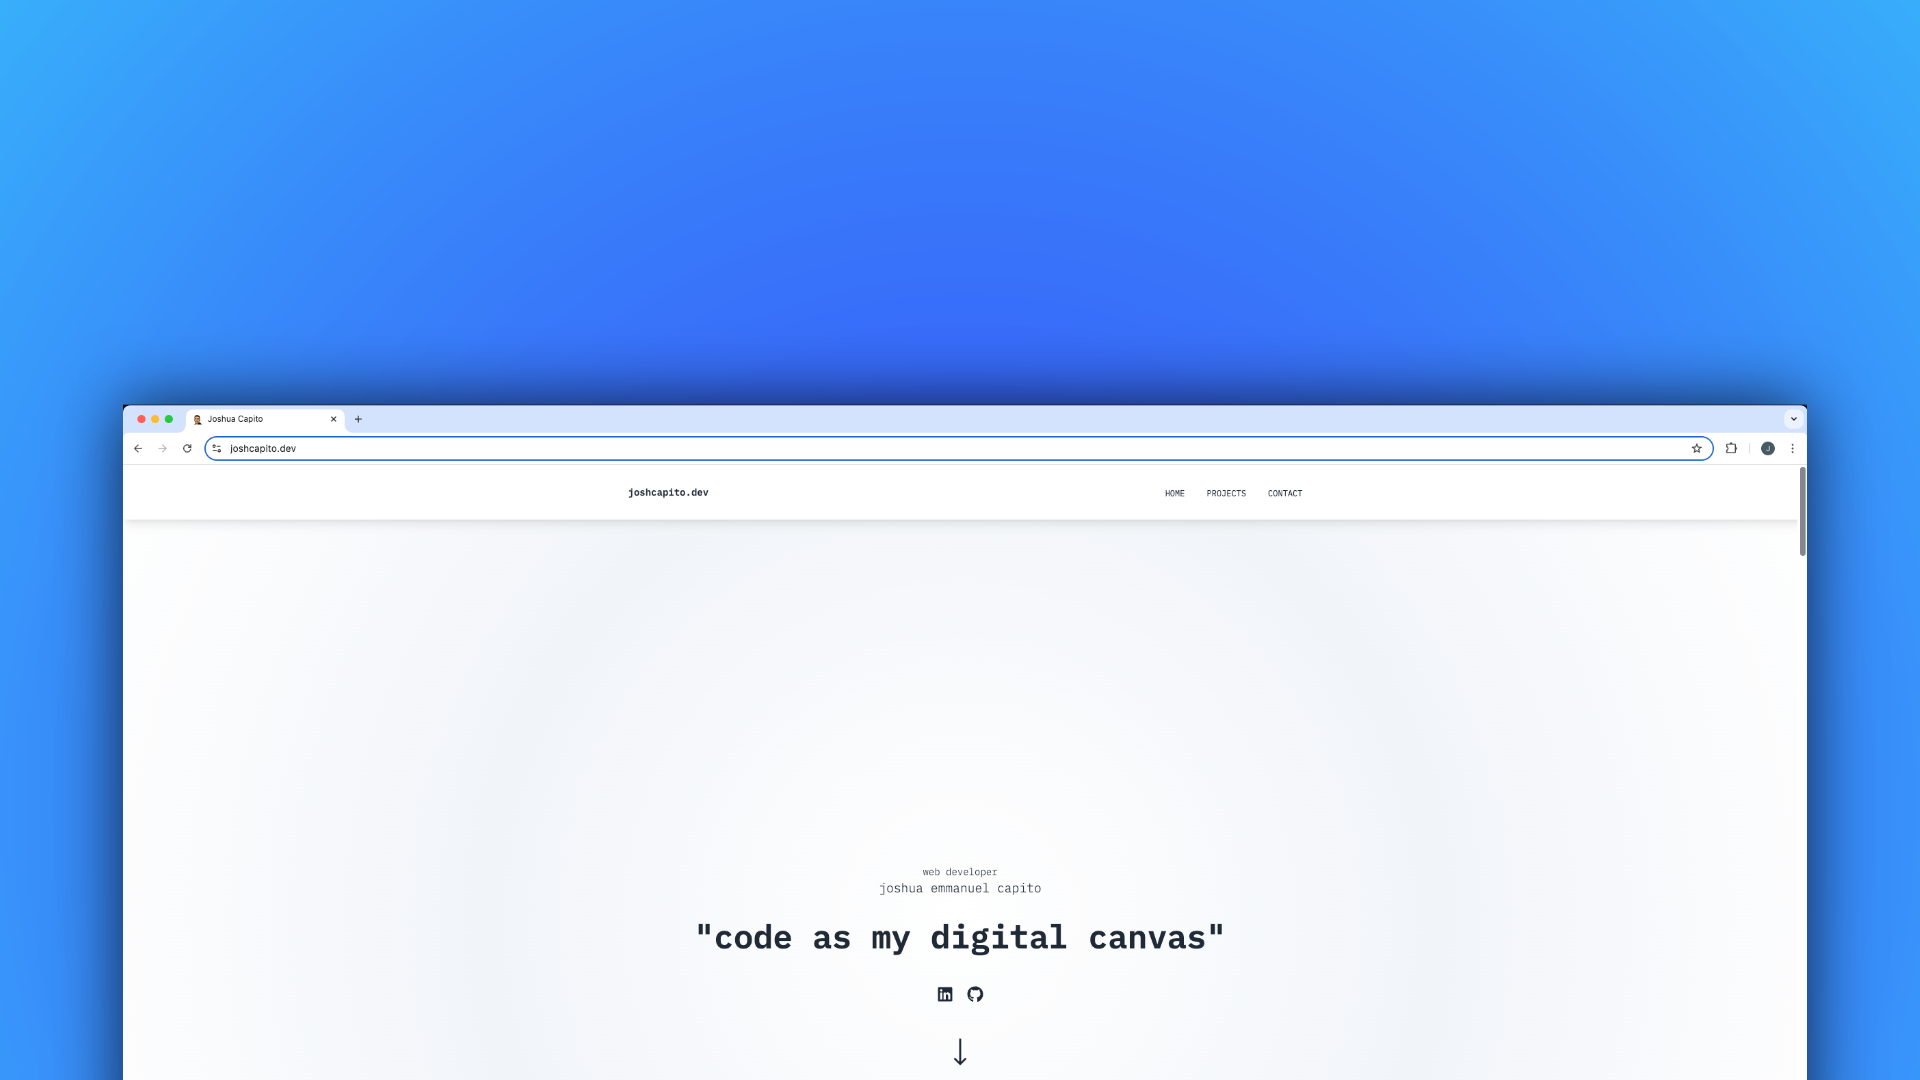 Joshua Capito
joshcapito.dev
J
joshcapito.dev
HOME PROJECTS CONTACT
web developer
joshua emmanuel capito
"code as my digital canvas"
in